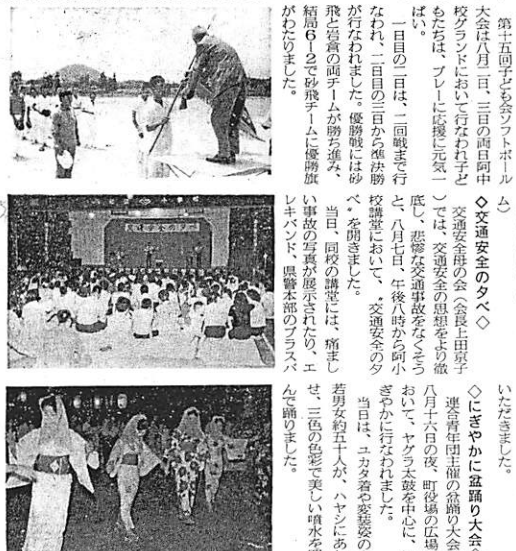 第十五回子ども会ソフトボール
大会は八月二日、三日の両日阿中
校グランドにおいて行なわれ子ど
もたちは、プレーに応援に元気一
ぱい。
一日目の二日は、二回戦まで行
なわれ、二日目の三日から準決勝
が行なわれました。優勝戦には砂
飛と岩倉の両チームが勝ち進み、
結局6－2で砂飛チームに優勝旗
がわたりました。
ム）
◇交通安全の夕べ◇
交通安全母の会（会長上田京子
）では、交通安全の思想をより徹
底し、悲惨な交通事故をなくそう
と、八月七日、午後八時から阿小
校講堂において、〝交通安全の夕
べ〟を開きました。
当日、同校の講堂には、痛まし
い事故の写真が展示されたり、エ
レキバンド、県警本部のブラスバ
いただきました。
◇にぎやかに盆踊り大会
連合青年団主催の盆踊り大会
八月十六日の夜、町役場の広場
おいて、ヤグラ太鼓を中心に、
ぎやかに行なわれました。
当日は、ユカタ着や変装姿の
若男女約五十人が、ハヤシにあ
せ、三色の色彩で美しい噴水を
んで踊りました。